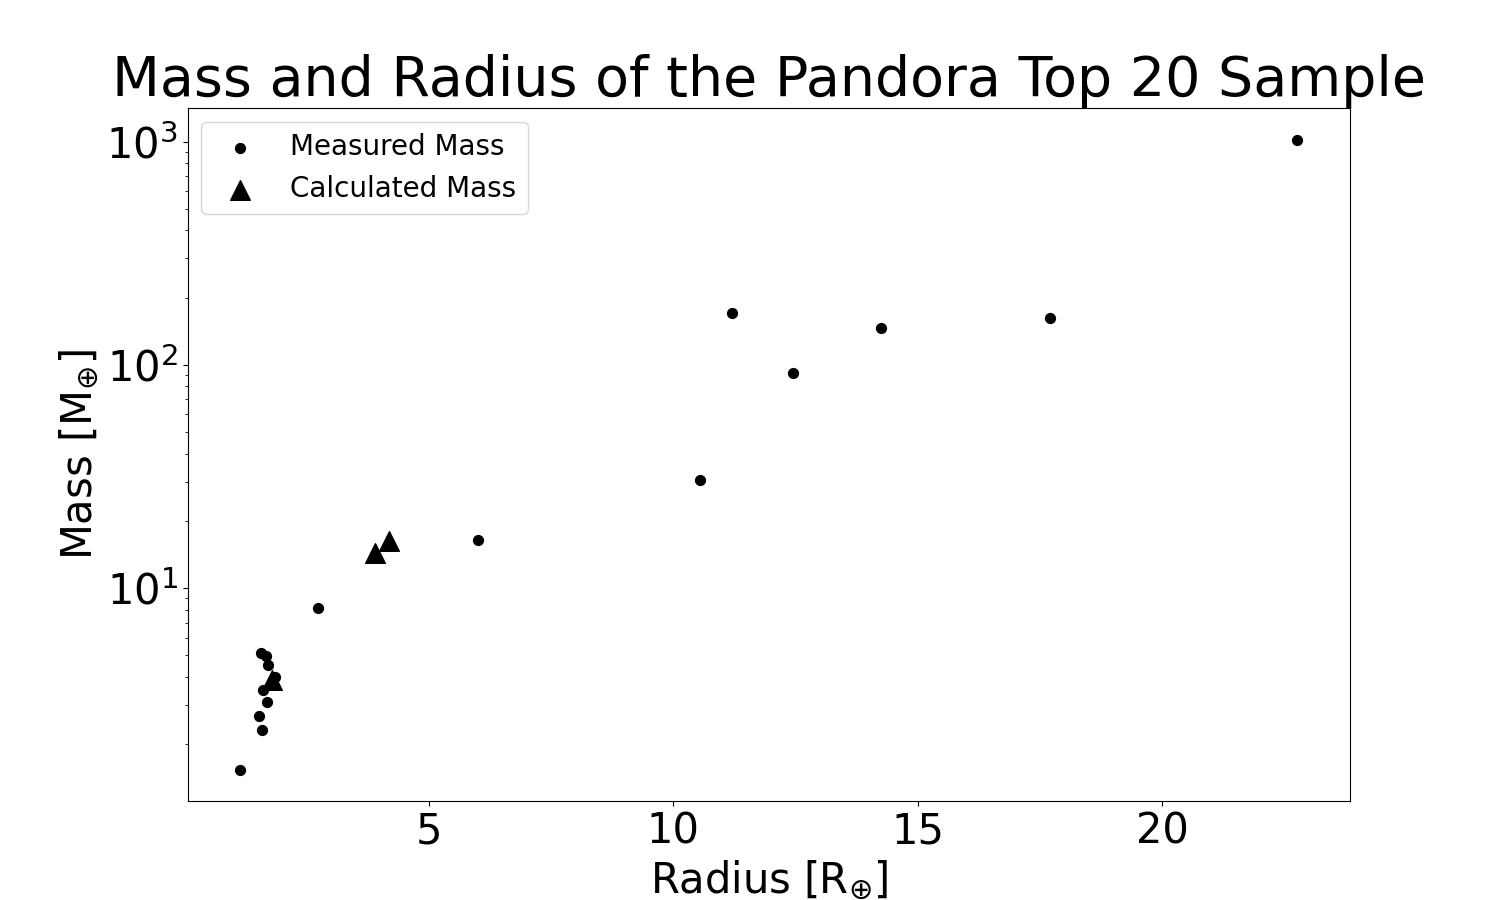 Mass and Radius of the Pandora Top 20 Sample
Measured Mass
Calculated Mass
10³
10²
10¹
Mass [M⊕]
5 10 15 20
Radius [R⊕]